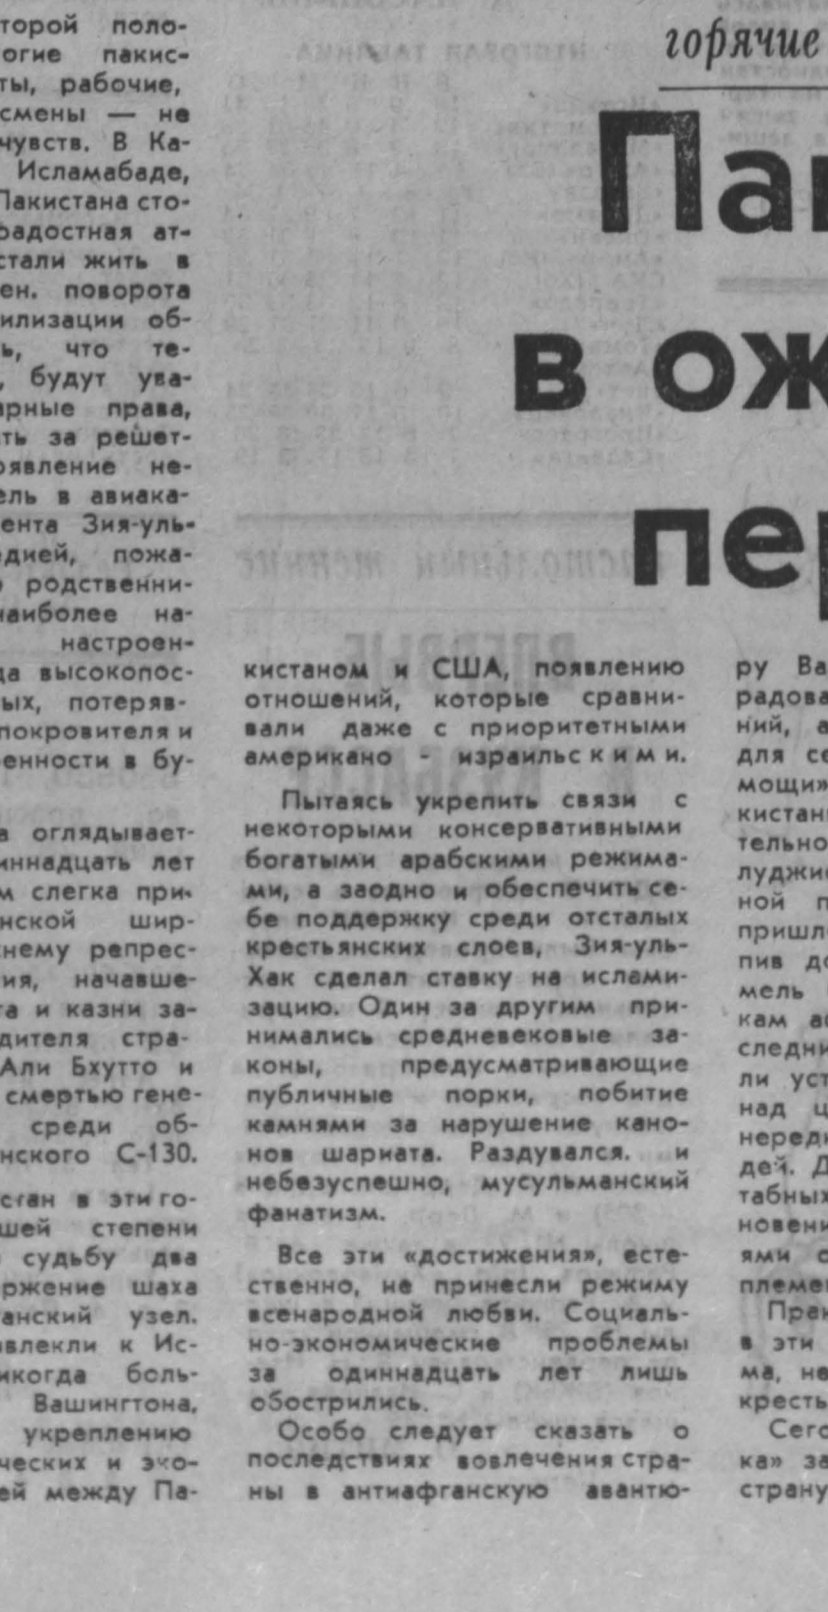 горячие
Па
в ож
пер
торой поло-
огие пакис-
ты, рабочие,
смены — не
чувств. В Ка-
Исламабаде,
Пакистана сто-
радостная ат-
стали жить в
ен. поворота
илизации об-
ь, что те-
, будут ува-
арные права,
ть за решет-
оявление не-
ель в авиака-
ента Зия-уль-
едией, пожа-
о родственни-
наиболее на-
настроен-
да высокопос-
ых, потеряв-
покровителя и
енности в бу-
а оглядывает-
иннадцать лет
м слегка при-
нской шир-
жнему репрес-
ия, начавше-
та и казни за-
дителя стра-
Али Бхутто и
смертью гене-
среди об-
нского С-130.
стан в эти го-
шей степени
судьбу два
ржение шаха
анский узел.
авлекли к Ис-
икогда боль-
Вашингтона,
укреплению
ческих и эко-
ей между Па-
кистаном и США, появлению
отношений, которые сравни-
вали даже с приоритетными
американо - израильскими.
Пытаясь укрепить связи с
некоторыми консервативными
богатыми арабскими режима-
ми, а заодно и обеспечить се-
бе поддержку среди отсталых
крестьянских слоев, Зия-уль-
Хак сделал ставку на ислами-
зацию. Один за другим при-
нимались средневековые за-
коны, предусматривающие
публичные порки, побитие
камнями за нарушение кано-
нов шариата. Раздувался. и
небезуспешно, мусульманский
фанатизм.
Все эти «достижения», есте-
ственно, не принесли режиму
всенародной любви. Социаль-
но-экономические проблемы
за одиннадцать лет лишь
обострились.
Особо следует сказать о
последствиях вовлечения стра-
ны в антиафганскую авантю-
ру Ва
радова
ний, а
для се
мощи»
кистан
тельно
луджи
ной п
пришл
пив до
мель
кам а
следни
ли уст
над ц
неред
дей. Д
табных
новени
ями с
племе
Пра
в эти
ма, не
кресть
Сего
ка» за
страну